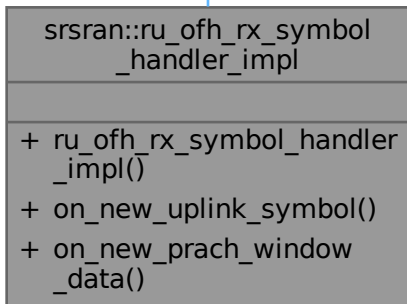 srsran::ru_ofh_rx_symbol
_handler_impl
+ ru_ofh_rx_symbol_handler
_impl()
+ on_new_uplink_symbol()
+ on_new_prach_window
_data()